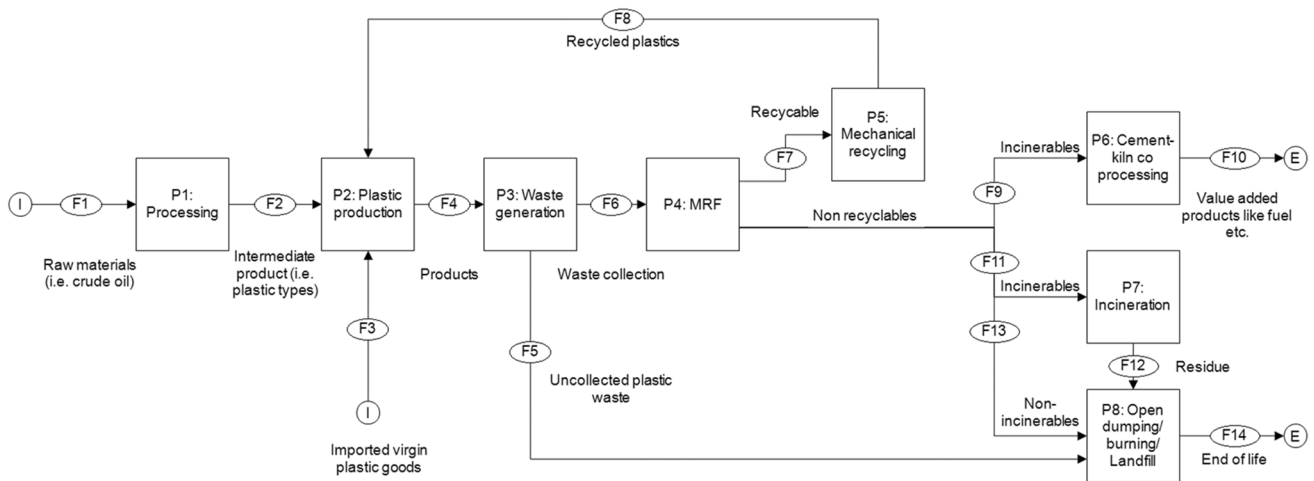 F8
Recycled plastics
Recycable
F7
P5:
Mechanical
recycling
Incinerables
F9
P6: Cement-
kiln co
processing
F10
E
Value added
products like fuel
etc.
I
F1
P1:
Processing
F2
P2: Plastic
production
F4
P3: Waste
generation
F6
P4: MRF
Non recyclables
Raw materials
(i.e. crude oil)
Intermediate
product (i.e.
plastic types)
Products
Waste collection
F11
Incinerables
P7:
Incineration
F3
F13
F5
F12
Residue
Uncollected plastic
waste
I
Imported virgin
plastic goods
Non-
incinerables
P8: Open
dumping/
burning/
Landfill
F14
E
End of life